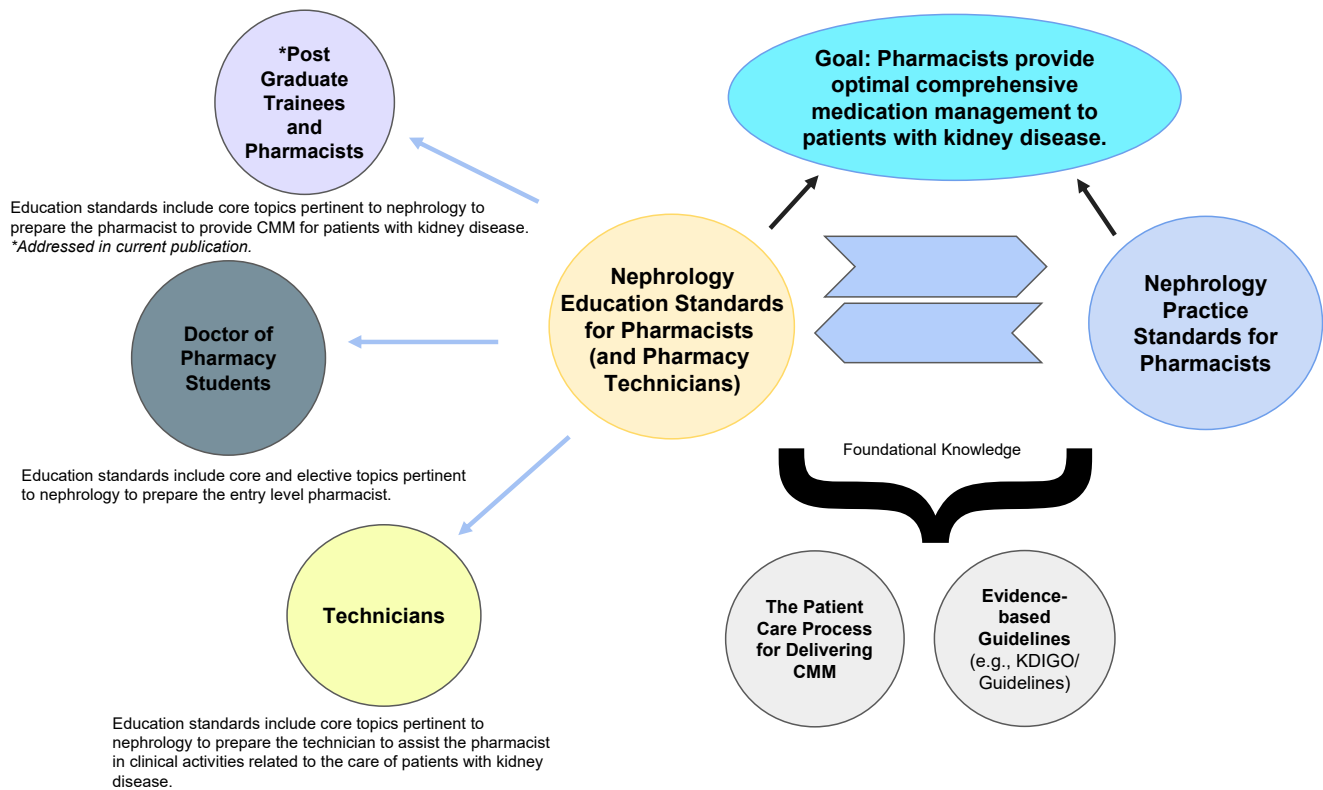 *Post
Graduate
Trainees
and
Pharmacists
Education standards include core topics pertinent to nephrology to
prepare the pharmacist to provide CMM for patients with kidney disease.
*Addressed in current publication.
Doctor of
Pharmacy
Students
Education standards include core and elective topics pertinent
to nephrology to prepare the entry level pharmacist.
Technicians
Education standards include core topics pertinent to
nephrology to prepare the technician to assist the pharmacist
in clinical activities related to the care of patients with kidney
disease.
Nephrology
Education Standards
for Pharmacists
(and Pharmacy
Technicians)
Goal: Pharmacists provide
optimal comprehensive
medication management to
patients with kidney disease.
Nephrology
Practice
Standards for
Pharmacists
Foundational Knowledge
The Patient
Care Process
for Delivering
CMM
Evidence-
based
Guidelines
(e.g., KDIGO/
Guidelines)